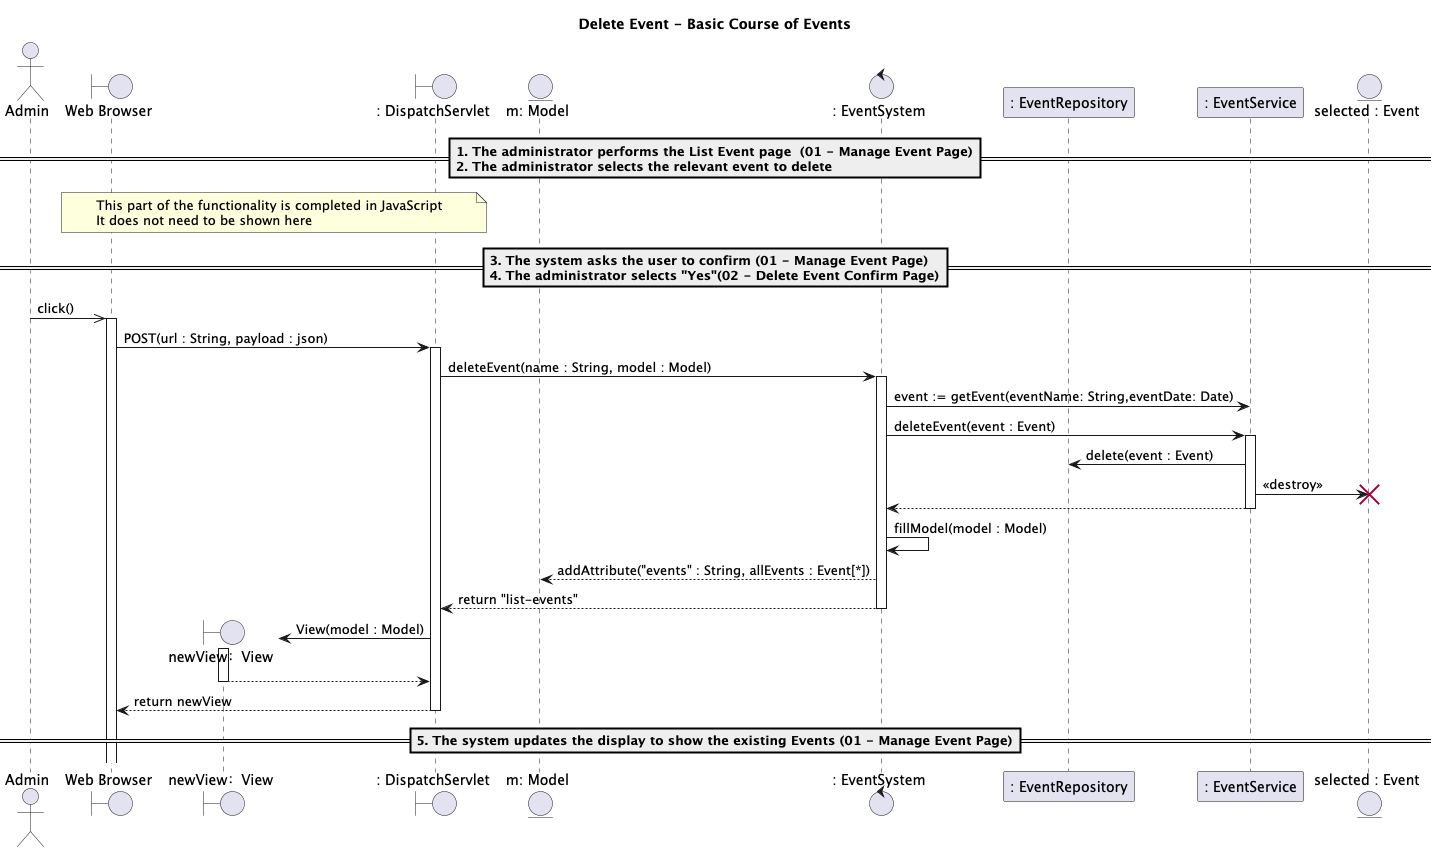 Delete Event - Basic Course of Events
Admin
Web Browser
: DispatchServlet
m: Model
: EventSystem
: EventRepository
: EventService
selected : Event
1. The administrator performs the List Event page  (01 - Manage Event Page)
2. The administrator selects the relevant event to delete
This part of the functionality is completed in JavaScript
It does not need to be shown here
3. The system asks the user to confirm (01 - Manage Event Page)
4. The administrator selects "Yes"(02 - Delete Event Confirm Page)
click()
POST(url : String, payload : json)
deleteEvent(name : String, model : Model)
event := getEvent(eventName: String,eventDate: Date)
deleteEvent(event : Event)
delete(event : Event)
«destroy»
fillModel(model : Model)
addAttribute("events" : String, allEvents : Event[*])
return "list-events"
View(model : Model)
newView: View
return newView
5. The system updates the display to show the existing Events (01 - Manage Event Page)
Admin
Web Browser
newView: View
: DispatchServlet
m: Model
: EventSystem
: EventRepository
: EventService
selected : Event